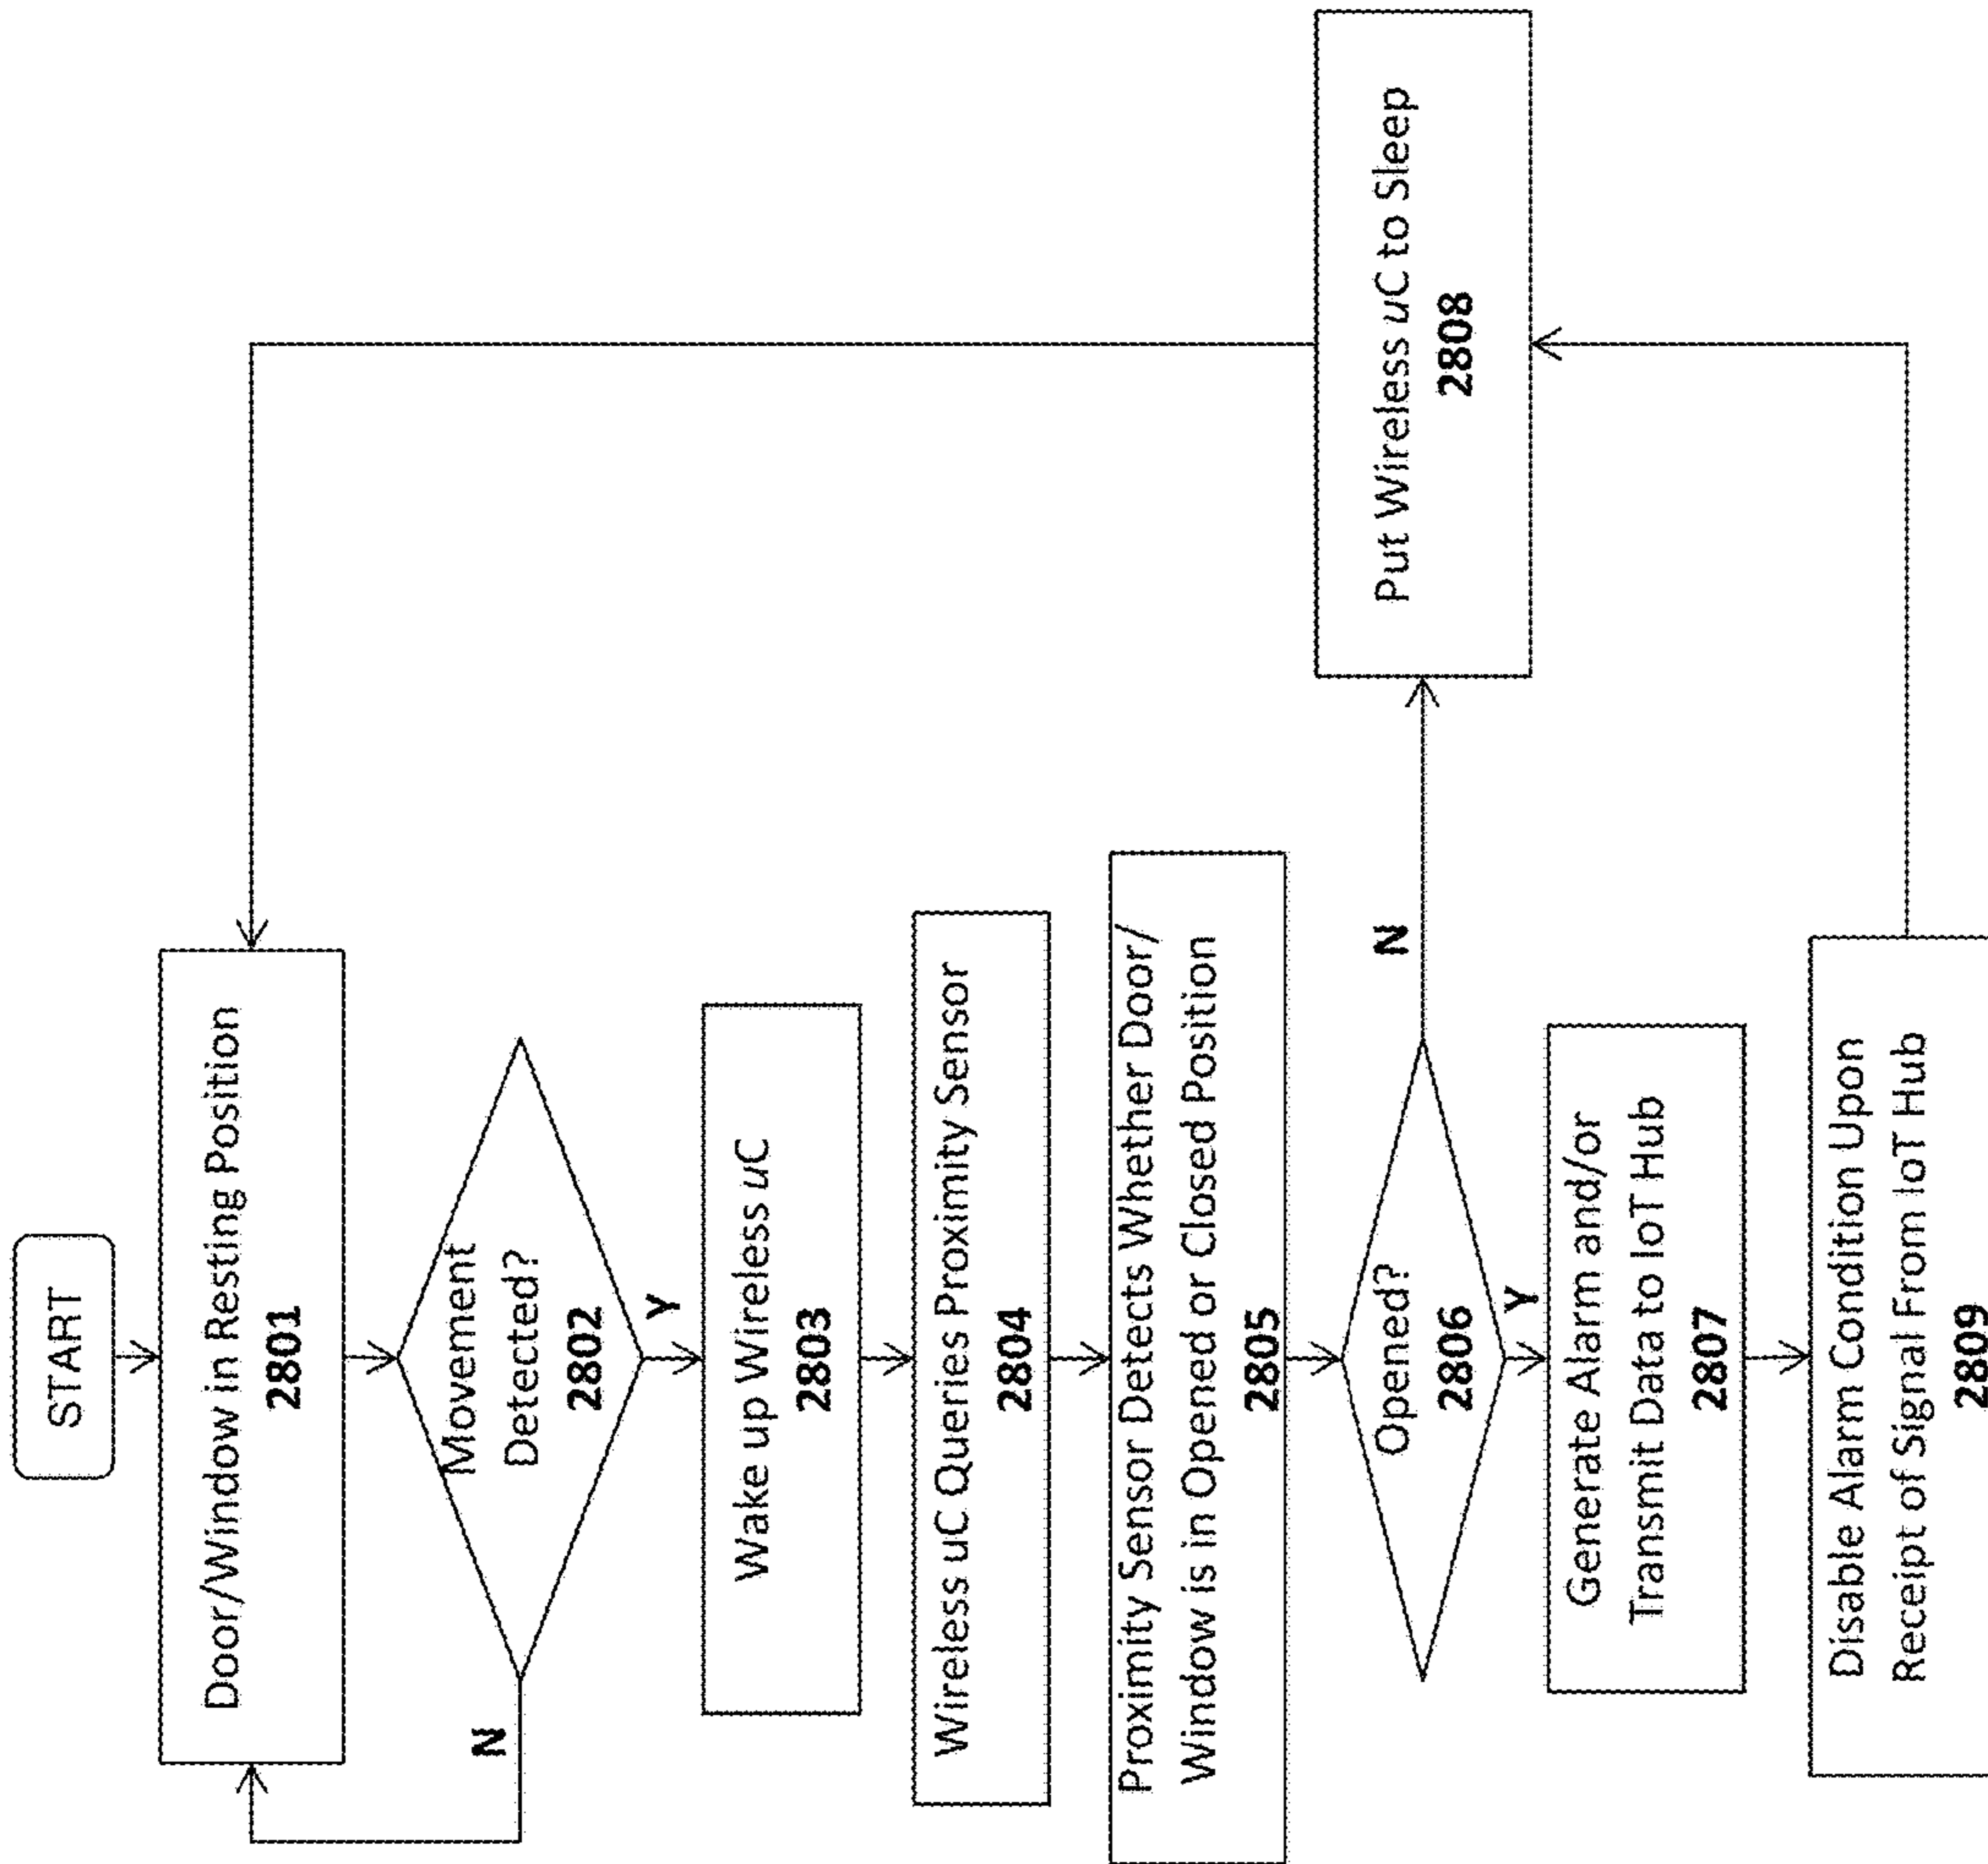 START
Door/Window in Resting Position
2801
Movement
Detected?
2802
N
Y
Wake up Wireless uC
2803
Wireless uC Queries Proximity Sensor
2804
Proximity Sensor Detects Whether Door/
Window is in Opened or Closed Position
2805
Opened?
2806
N
Y
Put Wireless uC to Sleep
2808
Generate Alarm and/or
Transmit Data to IoT Hub
2807
Disable Alarm Condition Upon
Receipt of Signal From IoT Hub
2809